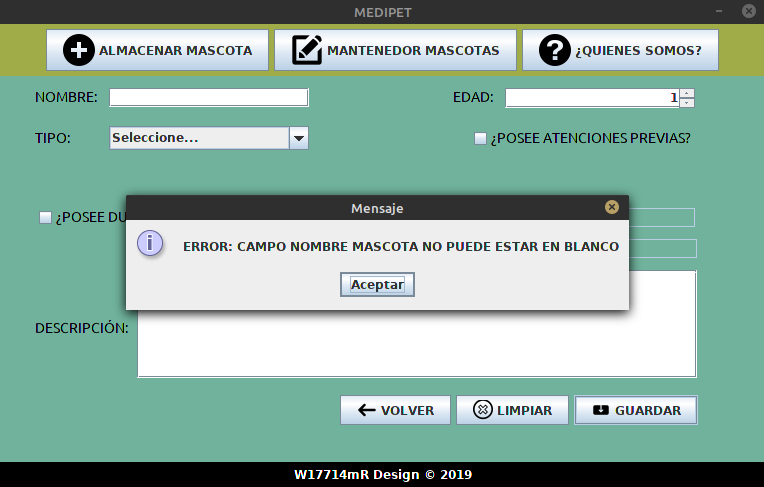 MEDIPET
ALMACENAR MASCOTA
MANTENEDOR MASCOTAS
¿QUIENES SOMOS?
NOMBRE:
EDAD: 1
TIPO: Seleccione...
¿POSEE ATENCIONES PREVIAS?
¿POSEE DU
Mensaje
ERROR: CAMPO NOMBRE MASCOTA NO PUEDE ESTAR EN BLANCO
Aceptar
DESCRIPCIÓN:
VOLVER
LIMPIAR
GUARDAR
W17714mR Design © 2019